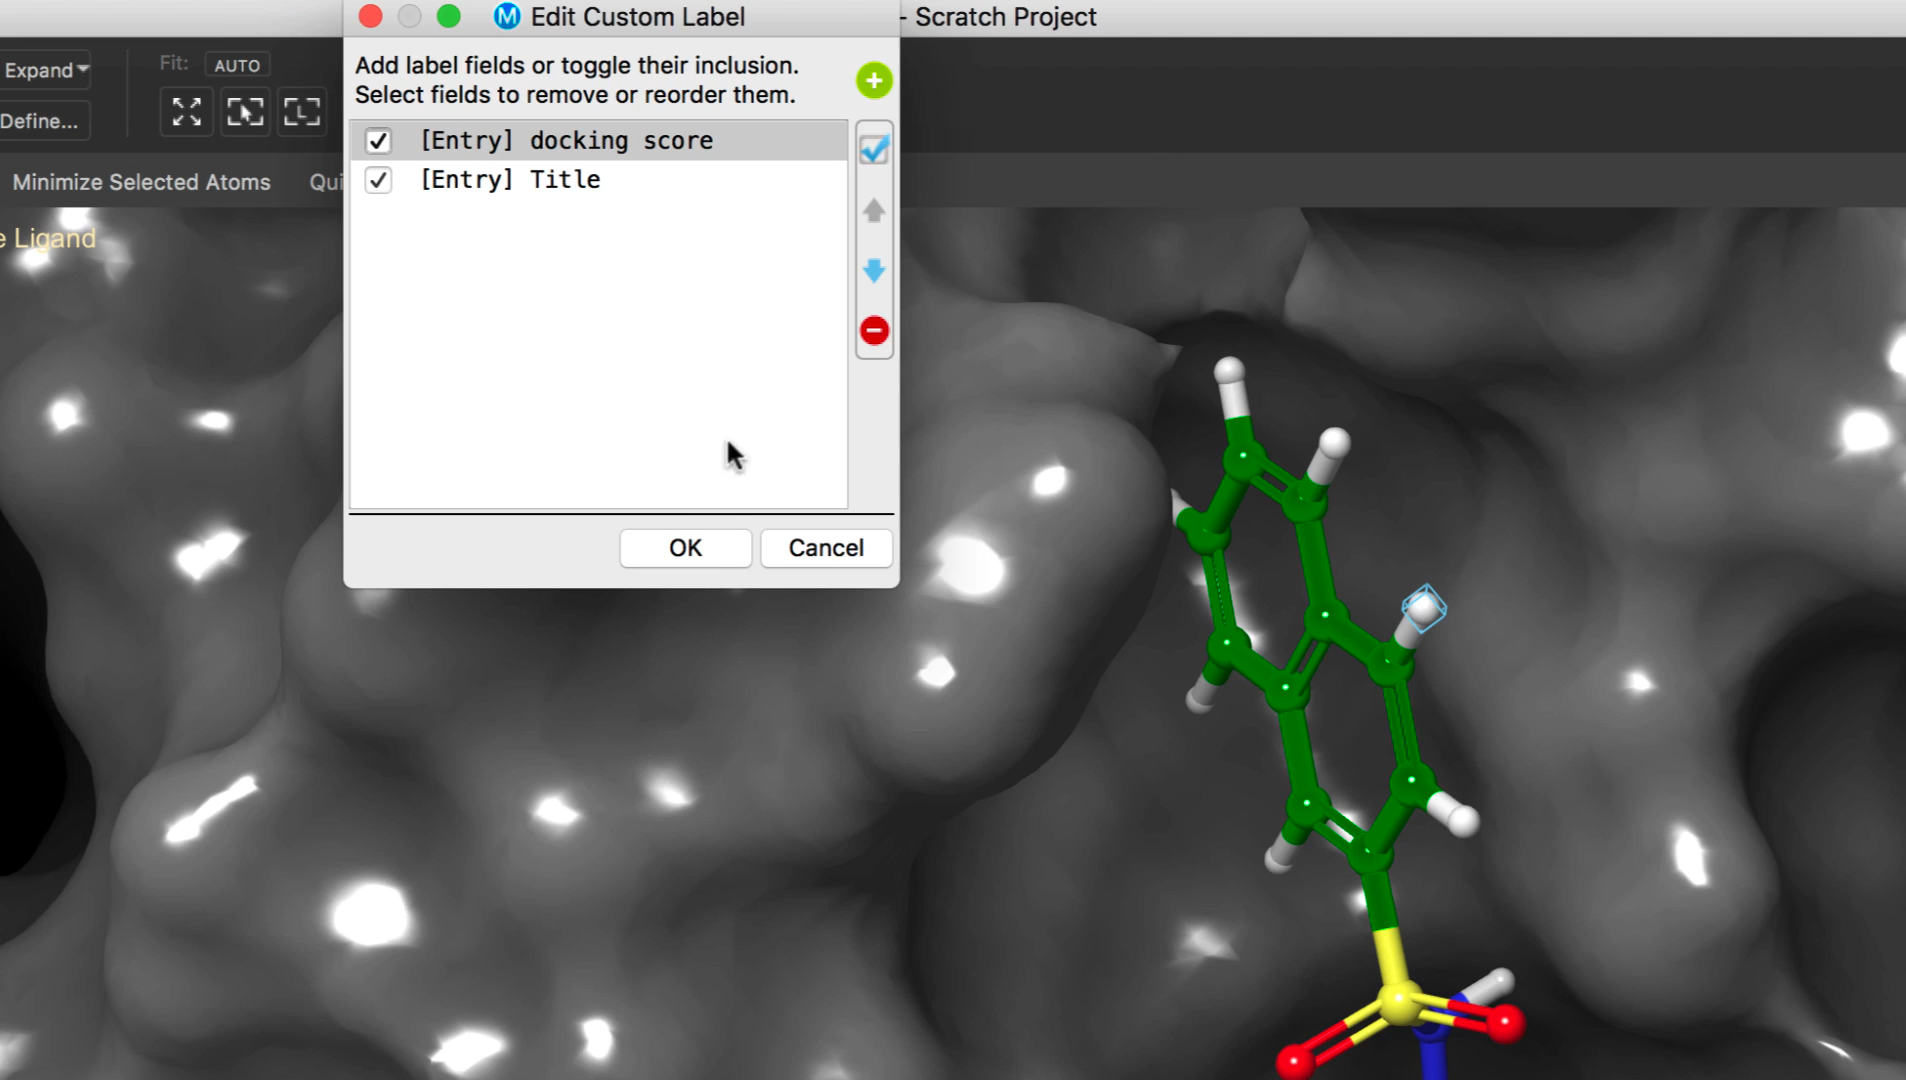 Edit Custom Label
- Scratch Project
Expand
Fit: AUTO
Define...
Add label fields or toggle their inclusion.
Select fields to remove or reorder them.
[Entry] docking score
[Entry] Title
Minimize Selected Atoms
Qui
e Ligand
OK
Cancel